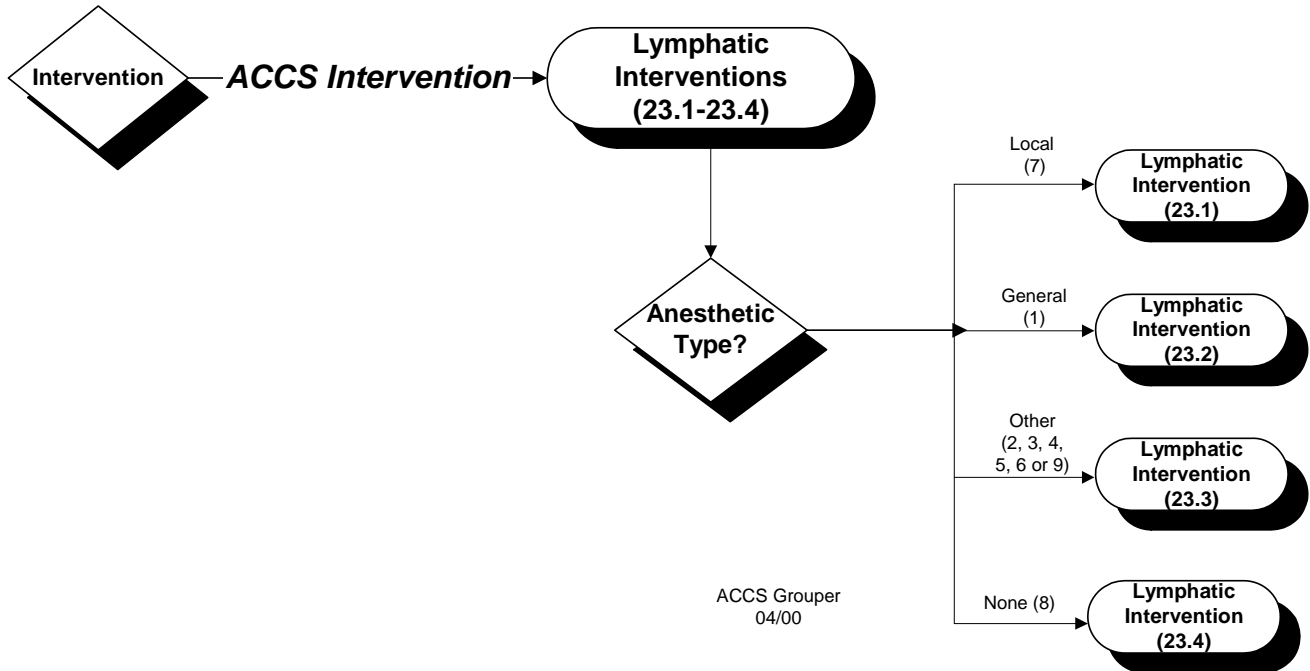 Intervention
ACCS Intervention
Lymphatic
Interventions
(23.1-23.4)
Anesthetic
Type?
Local
(7)
Lymphatic
Intervention
(23.1)
General
(1)
Lymphatic
Intervention
(23.2)
Other
(2, 3, 4,
5, 6 or 9)
Lymphatic
Intervention
(23.3)
None (8)
Lymphatic
Intervention
(23.4)
ACCS Grouper
04/00